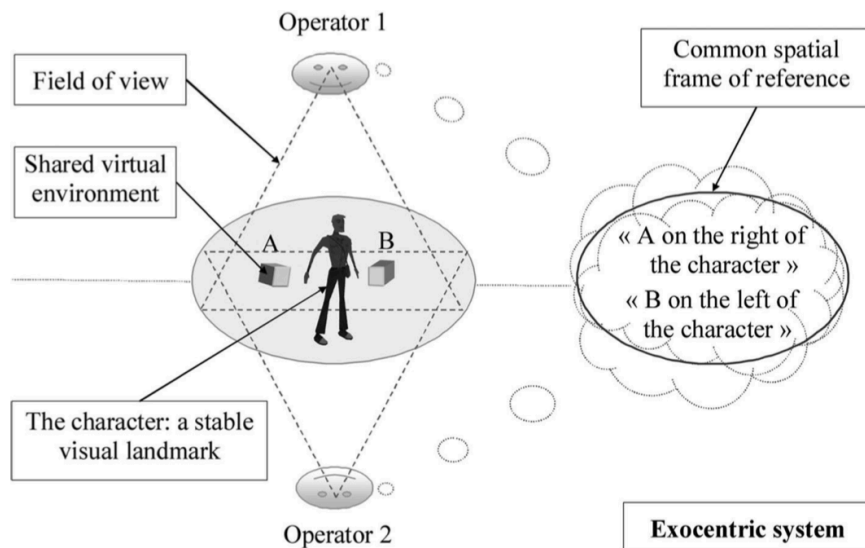 Operator 1
Field of view
Common spatial
frame of reference
Shared virtual
environment
A
B
« A on the right of
the character »
« B on the left of
the character »
The character: a stable
visual landmark
Operator 2
Exocentric system